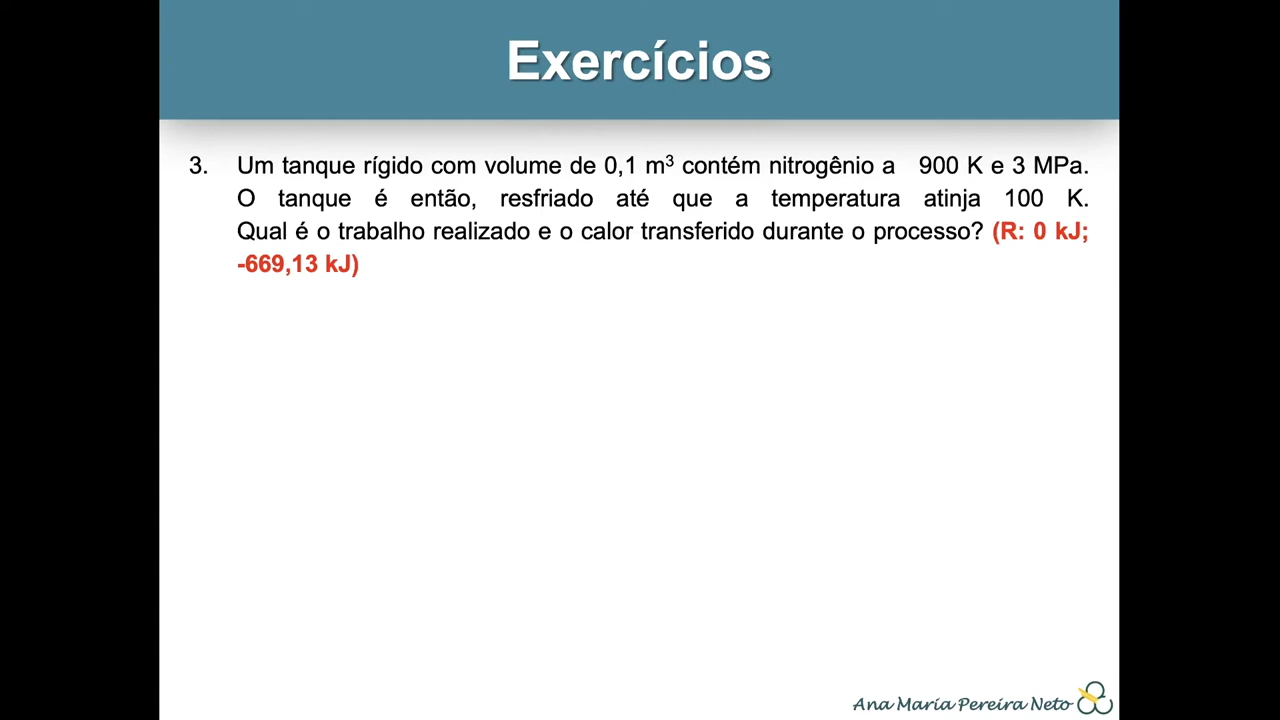 Exercícios
3. Um tanque rígido com volume de 0,1 m³ contém nitrogênio a 900 K e 3 MPa.
O tanque é então, resfriado até que a temperatura atinja 100 K.
Qual é o trabalho realizado e o calor transferido durante o processo? (R: 0 kJ;
-669,13 kJ)
Ana Maria Pereira Neto